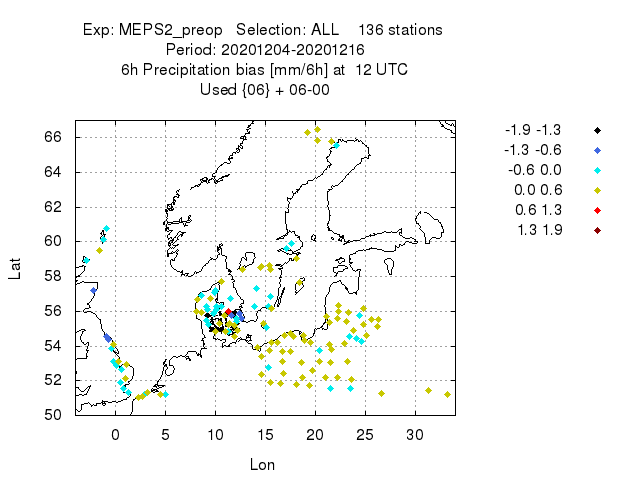 Exp: MEPS2_preop   Selection: ALL    136 stations
Period: 20201204-20201216
6h Precipitation bias [mm/6h] at  12 UTC
Used {06} + 06-00
-1.9 -1.3
-1.3 -0.6
-0.6 0.0
0.0 0.6
0.6 1.3
1.3 1.9
66
64
62
60
58
56
54
52
50
Lat
0 5 10 15 20 25 30
Lon